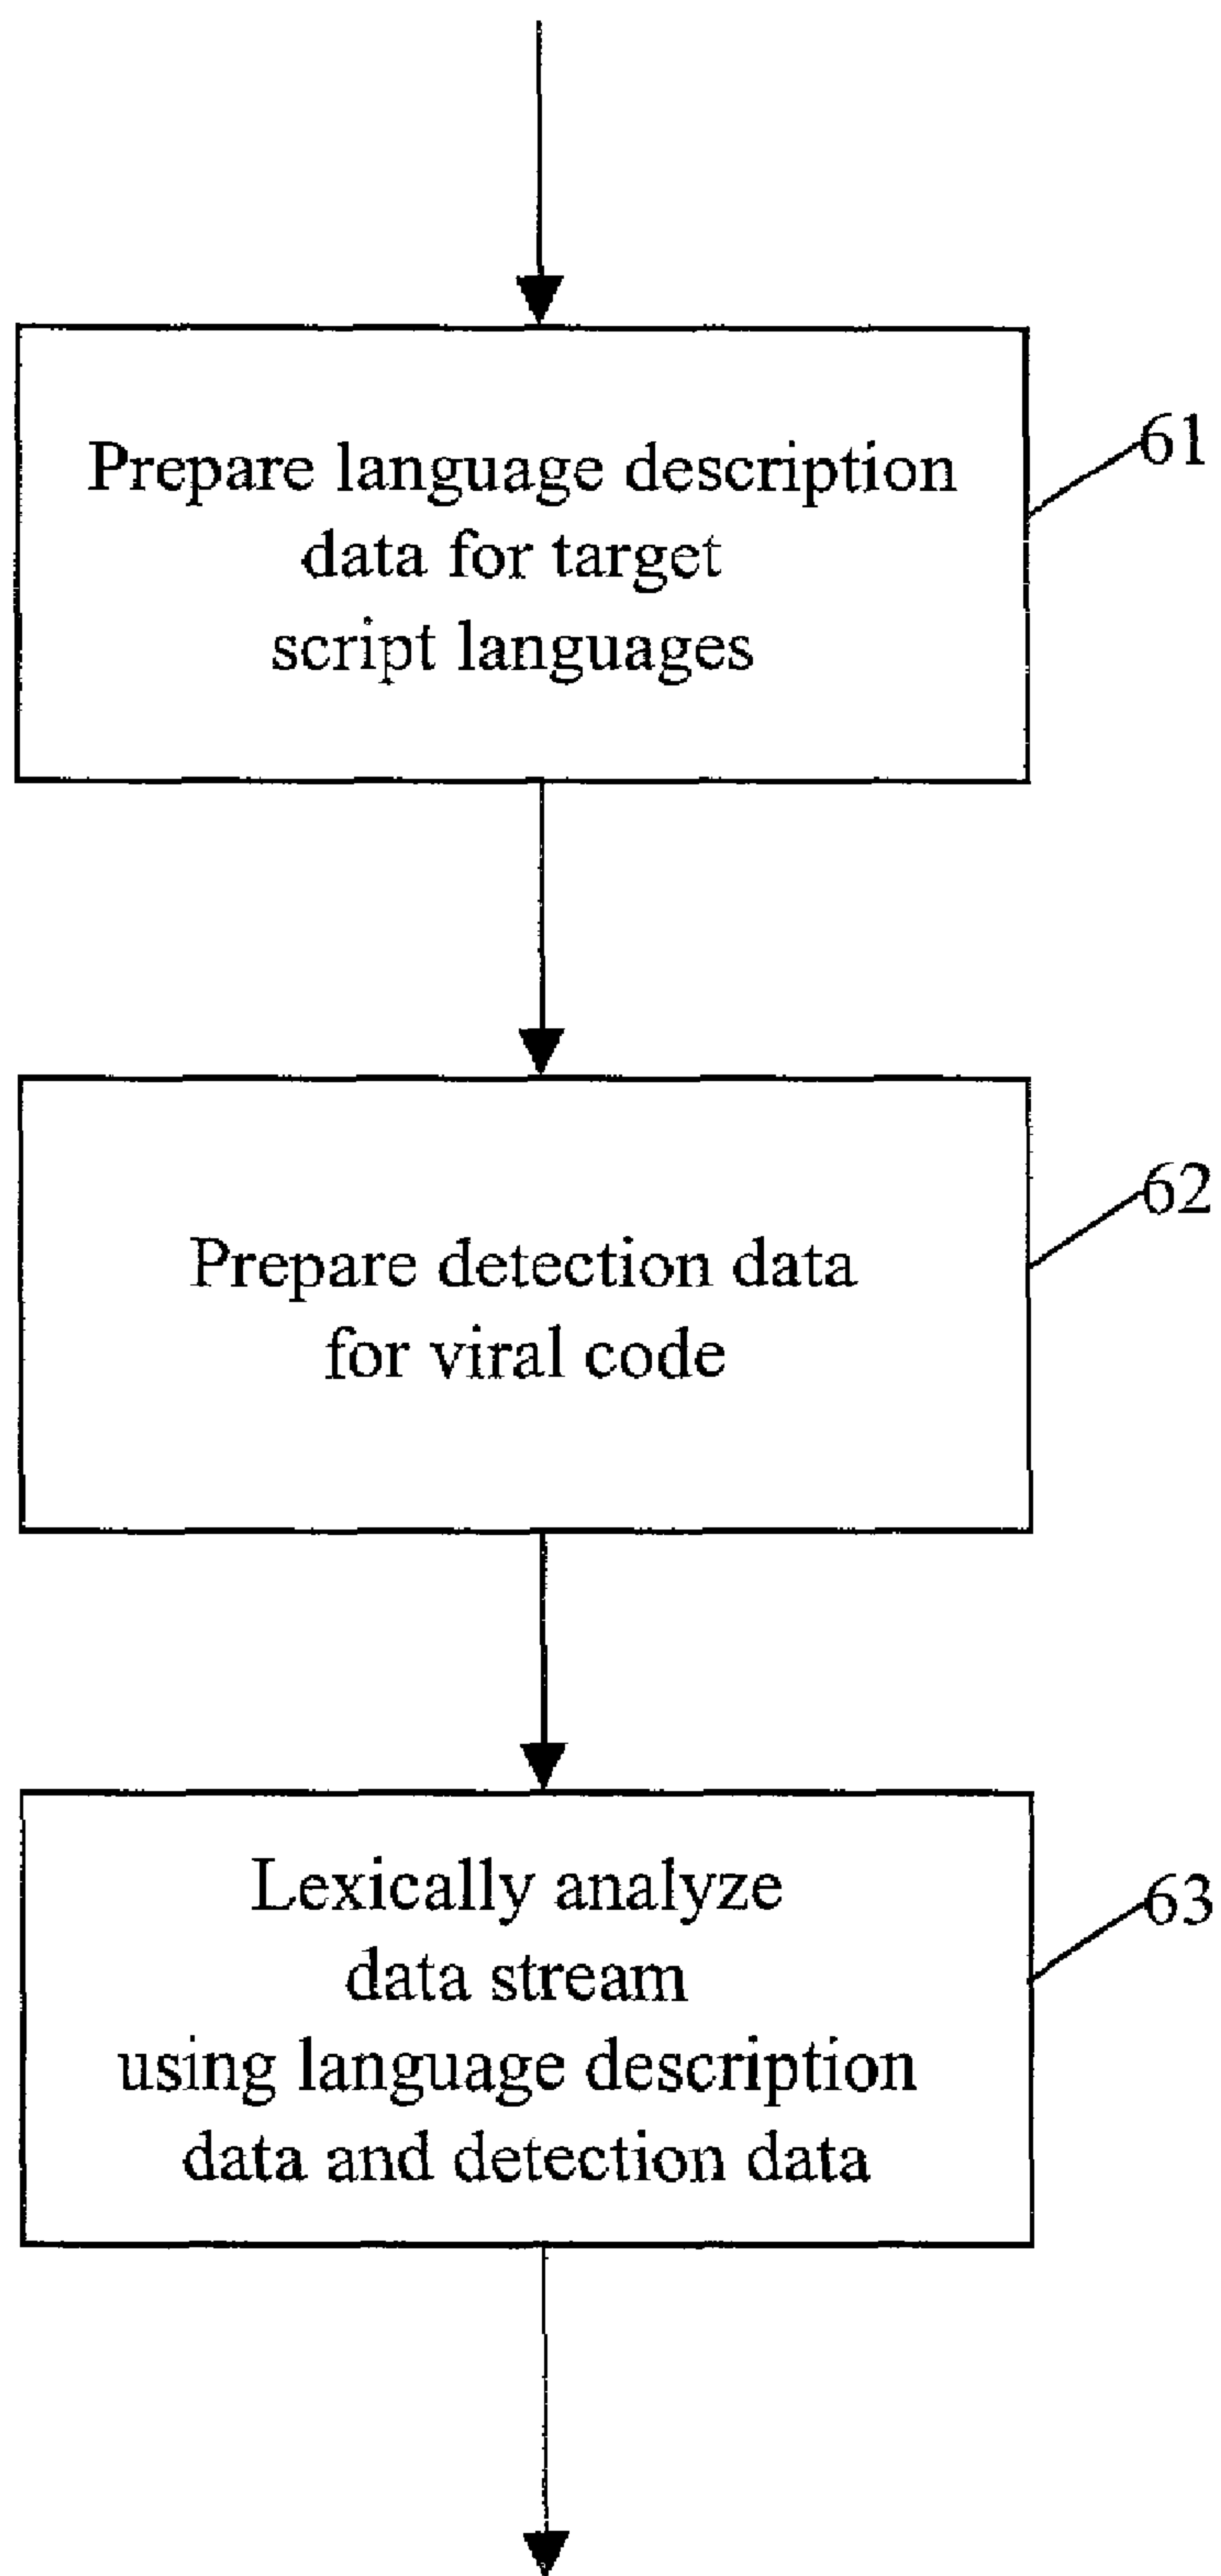 Prepare language description
data for target
script languages
61
Prepare detection data
for viral code
62
Lexically analyze
data stream
using language description
data and detection data
63